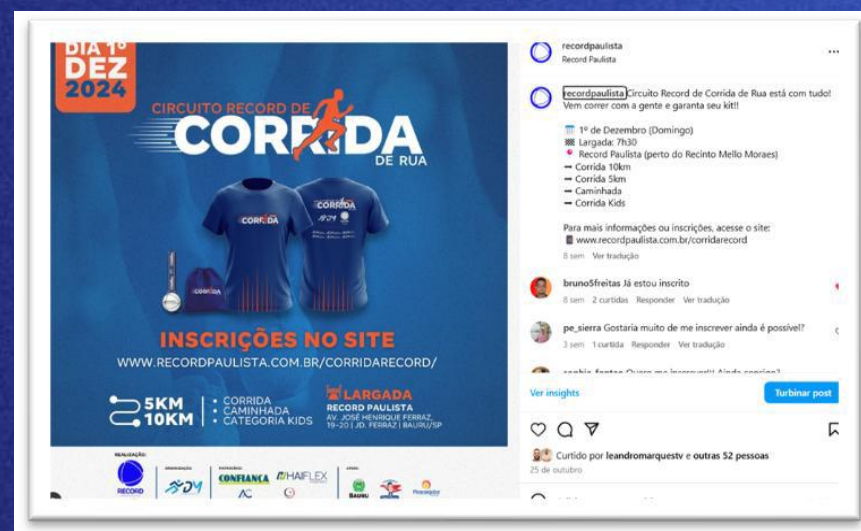 DIA 1º
DEZ
2024
CIRCUITO RECORD DE
CORRIDA
DE RUA
CORRIDA
CORRIDA
CORRIDA
INSCRIÇÕES NO SITE
WWW.RECORDPAULISTA.COM.BR/CORRIDARECORD/
5KM
10KM
: CORRIDA
: CAMINHADA
: CATEGORIA KIDS
LARGADA
RECORD PAULISTA
AV. JOSÉ HENRIQUE FERRAZ,
19-20 | JD. FERRAZ | BAURU/SP
REALIZAÇÃO:
RECORD
CONFIANÇA
HAIFLEX
BAURU
recordpaulista
Record Paulista
recordpaulista Circuito Record de Corrida de Rua está com tudo!
Vem correr com a gente e garanta seu kit!!
1º de Dezembro (Domingo)
Largada: 7h30
Record Paulista (perto do Recinto Mello Moraes)
Corrida 10km
Corrida 5km
Caminhada
Corrida Kids
Para mais informações ou inscrições, acesse o site:
www.recordpaulista.com.br/corridarecord
8 sem Ver tradução
bruno5freitas Já estou inscrito
8 sem 2 curtidas Responder Ver tradução
pe_sierra Gostaria muito de me inscrever ainda é possível?
3 sem 1 curtida Responder Ver tradução
Ver insights
Turbinar post
Curtido por leandromarquestv e outras 52 pessoas
25 de outubro